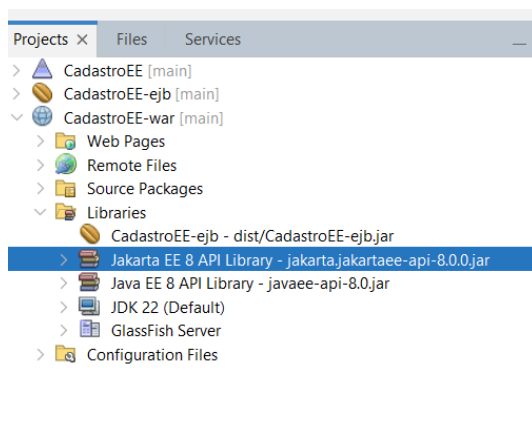 Projects × Files Services
CadastroEE [main]
CadastroEE-ejb [main]
CadastroEE-war [main]
Web Pages
Remote Files
Source Packages
Libraries
CadastroEE-ejb - dist/CadastroEE-ejb.jar
Jakarta EE 8 API Library - jakarta.jakartaee-api-8.0.0.jar
Java EE 8 API Library - javaee-api-8.0.jar
JDK 22 (Default)
GlassFish Server
Configuration Files